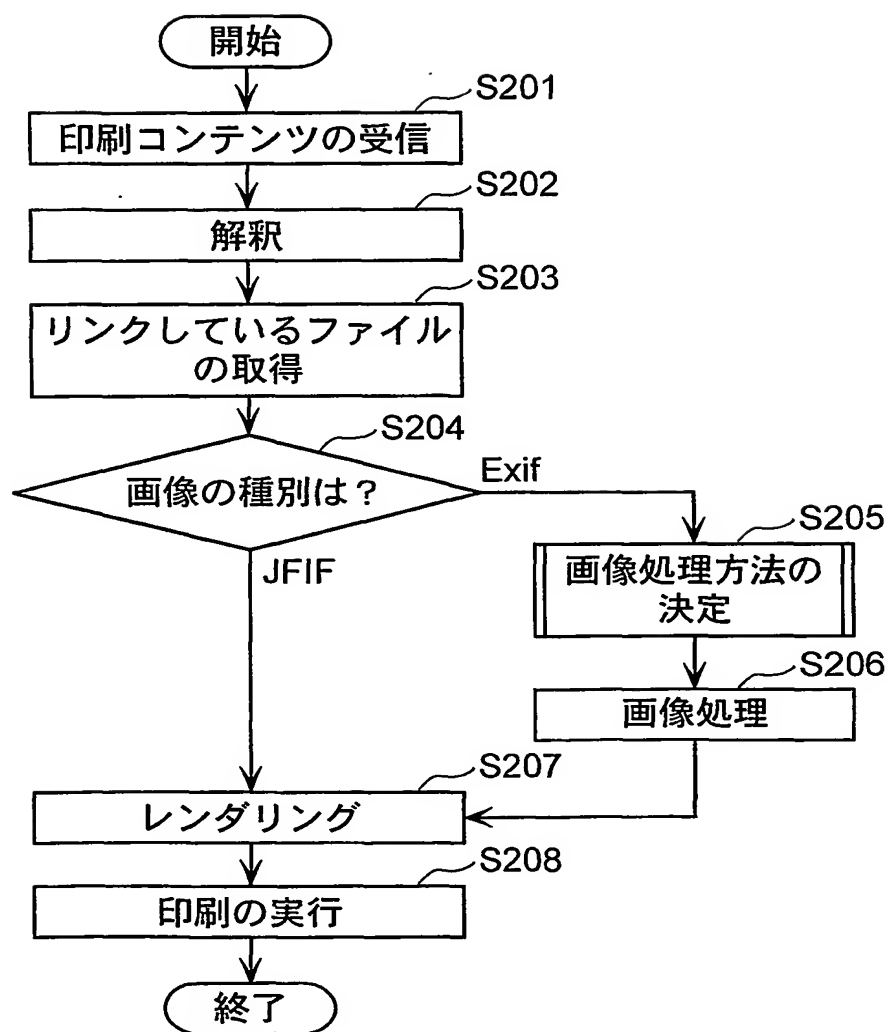 開始
S201
印刷コンテンツの受信
S202
解釈
S203
リンクしているファイル
の取得
S204
画像の種別は？
Exif
JFIF
S205
画像処理方法の
決定
S206
画像処理
S207
レンダリング
S208
印刷の実行
終了